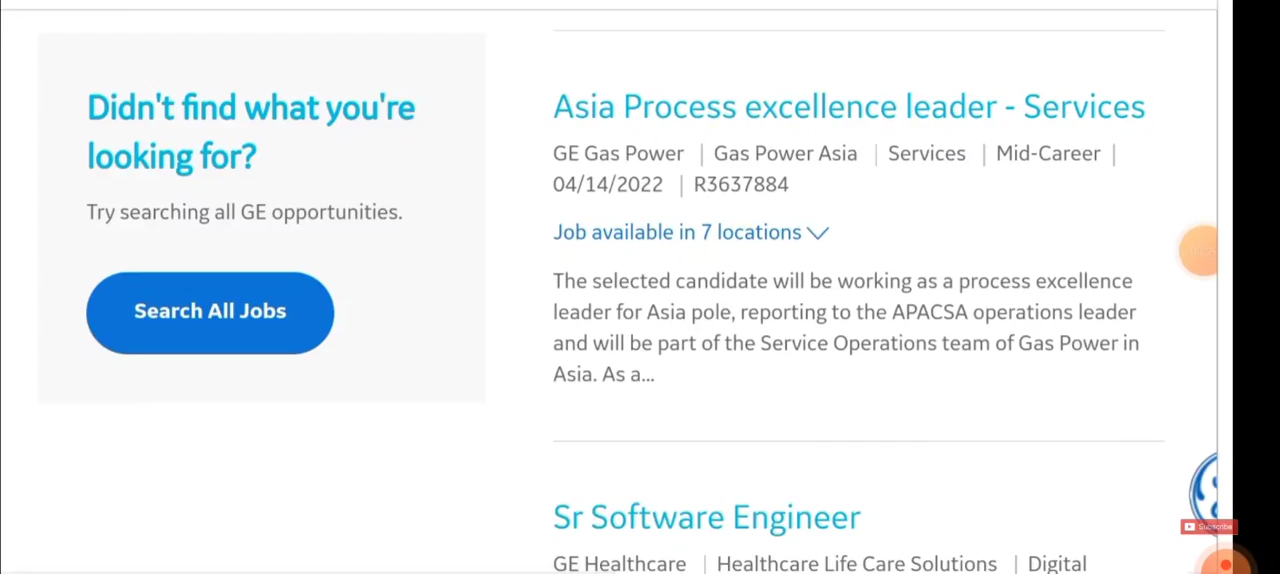 Didn't find what you're
looking for?
Try searching all GE opportunities.
Search All Jobs
Asia Process excellence leader - Services
GE Gas Power | Gas Power Asia | Services | Mid-Career |
04/14/2022 | R3637884
Job available in 7 locations
The selected candidate will be working as a process excellence
leader for Asia pole, reporting to the APACSA operations leader
and will be part of the Service Operations team of Gas Power in
Asia. As a...
Sr Software Engineer
GE Healthcare | Healthcare Life Care Solutions | Digital
Subscribe